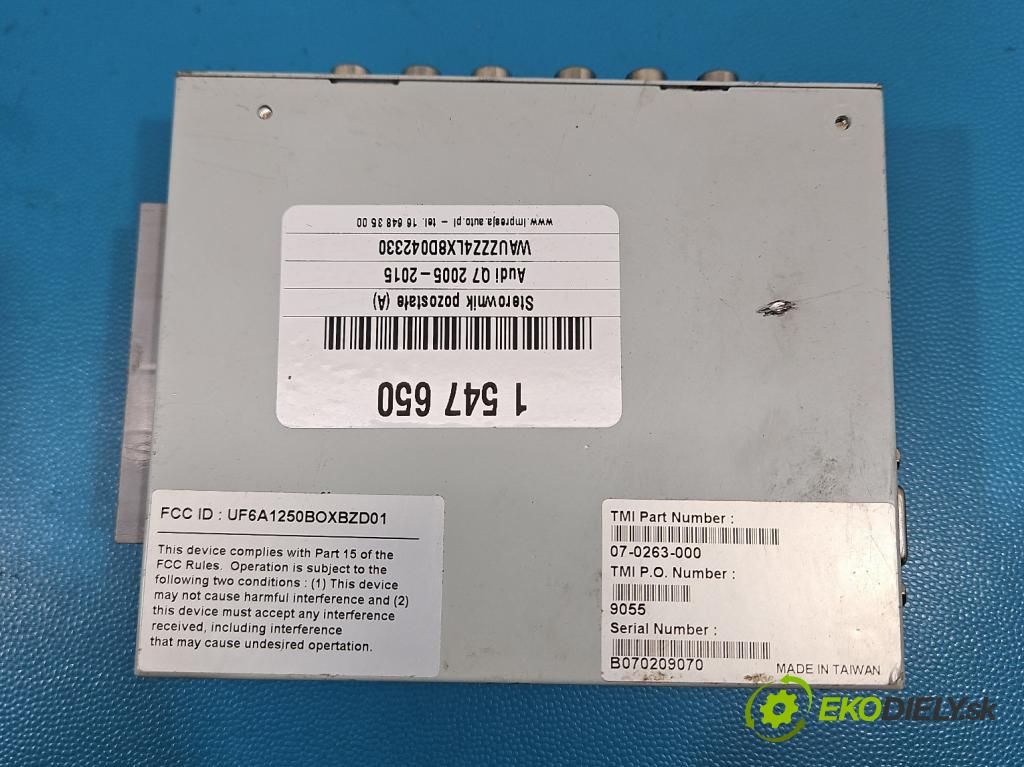 1 547 650
Sterownik pozostałe (A)
Audi Q7 2005-2015
WAUZZZ4LX8D042330
www.impresja.auto.pl - tel. 16 648 35 00
FCC ID : UF6A1250BOXBZD01
This device complies with Part 15 of the
FCC Rules. Operation is subject to the
following two conditions : (1) This device
may not cause harmful interference and (2)
this device must accept any interference
received, including interference
that may cause undesired opertation.
TMI Part Number :
07-0263-000
TMI P.O. Number :
9055
Serial Number :
B070209070
MADE IN TAIWAN
EKODIELY.sk